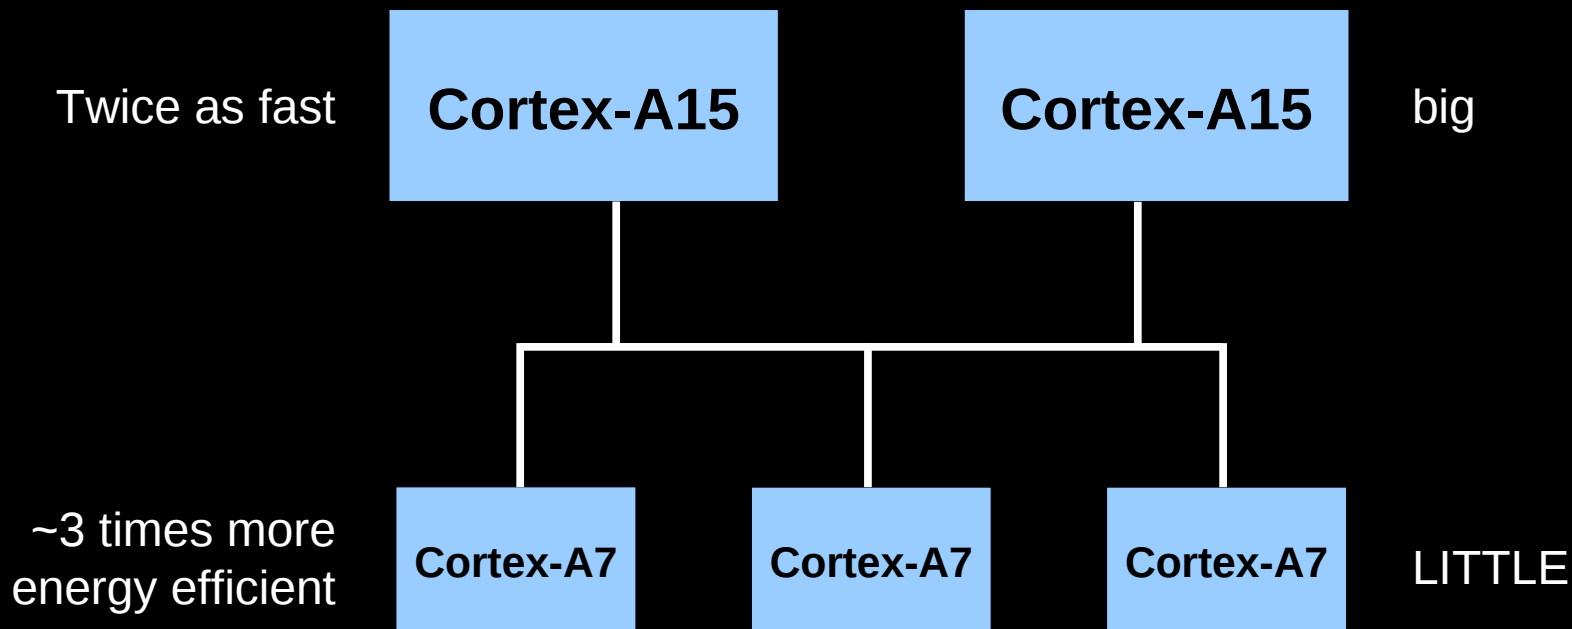 Twice as fast
Cortex-A15
Cortex-A15
big
~3 times more
energy efficient
Cortex-A7
Cortex-A7
Cortex-A7
LITTLE